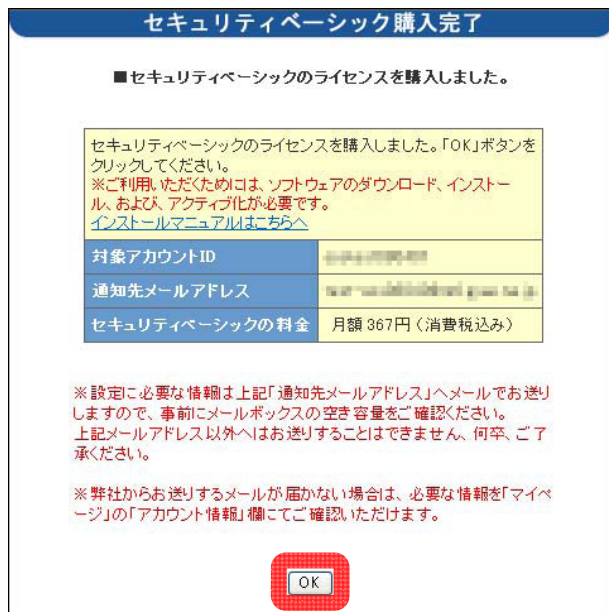 セキュリティベーシック購入完了
■セキュリティベーシックのライセンスを購入しました。
セキュリティベーシックのライセンスを購入しました。「OK」ボタンを
クリックしてください。
※ご利用いただくためには、ソフトウェアのダウンロード、インストー
ル、および、アクティブ化が必要です。
インストールマニュアルはこちらへ
対象アカウントID
通知先メールアドレス
セキュリティベーシックの料金 月額367円（消費税込み）
※設定に必要な情報は上記「通知先メールアドレス」へメールでお送り
しますので、事前にメールボックスの空き容量をご確認ください。
上記メールアドレス以外へはお送りすることはできません、何卒、ご了
承ください。
※弊社からお送りするメールが届かない場合は、必要な情報を「マイペ
ージ」の「アカウント情報」欄にてご確認いただけます。
OK